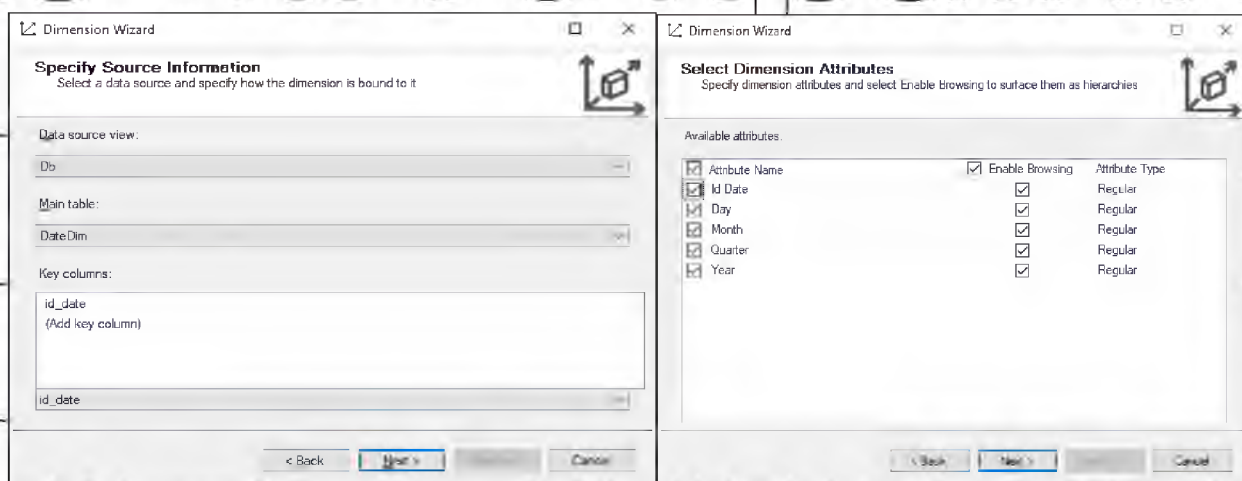 Dimension Wizard
Specify Source Information
Select a data source and specify how the dimension is bound to it
Data source view:
Db
Main table:
DateDim
Key columns:
id_date
(Add key column)
id_date
< Back
Next >
Cancel
Dimension Wizard
Select Dimension Attributes
Specify dimension attributes and select Enable Browsing to surface them as hierarchies
Available attributes:
Attribute Name Enable Browsing Attribute Type
Id Date Regular
Day Regular
Month Regular
Quarter Regular
Year Regular
< Back
Next >
Cancel